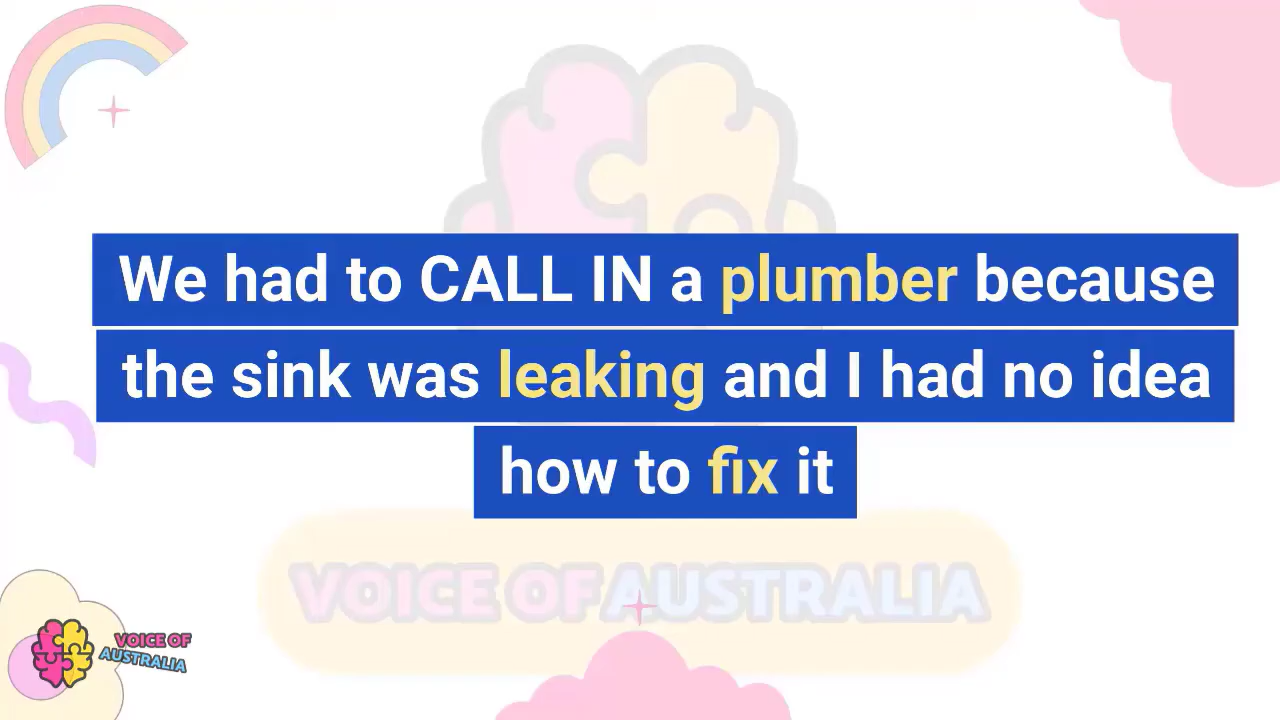 We had to CALL IN a plumber because
the sink was leaking and I had no idea
how to fix it
VOICE OF AUSTRALIA
VOICE OF
AUSTRALIA